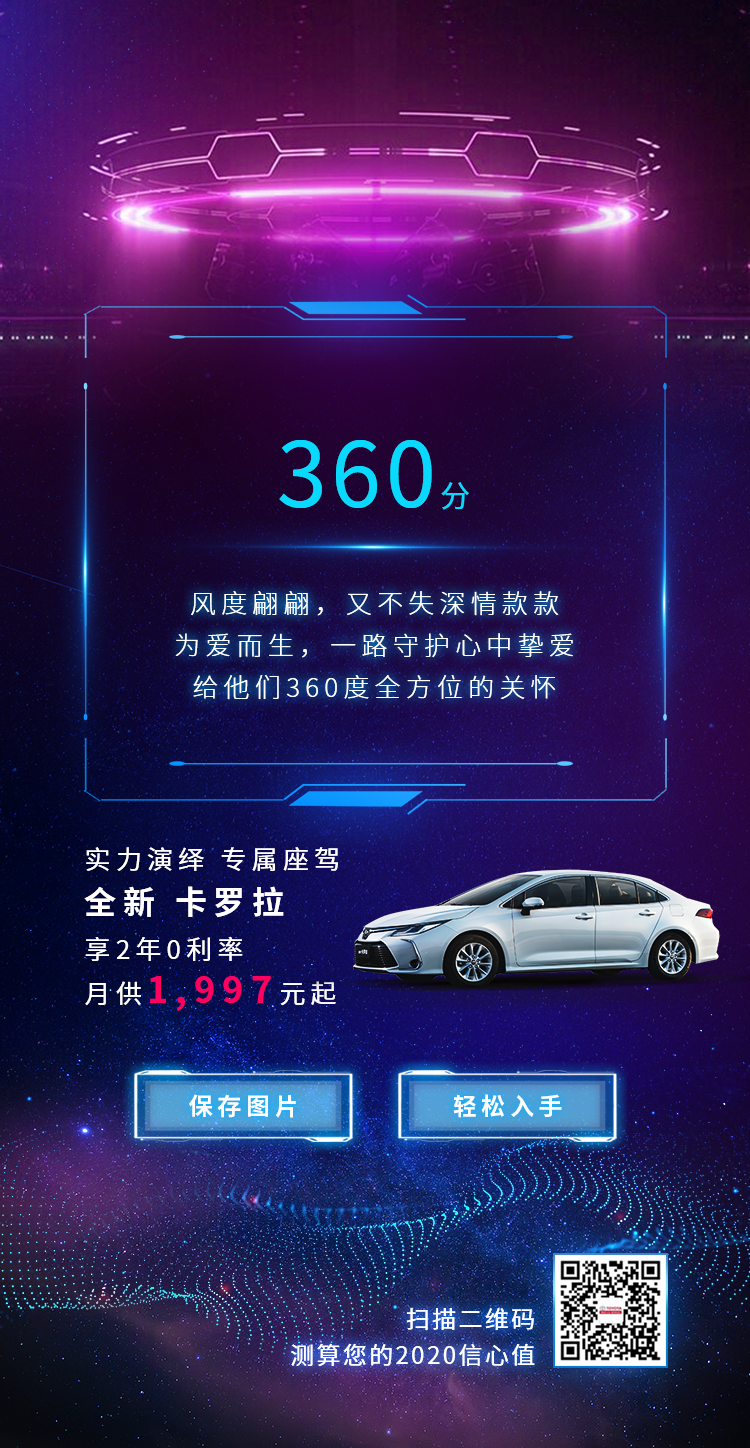 360分
风度翩翩，又不失深情款款
为爱而生，一路守护心中挚爱
给他们360度全方位的关怀
实力演绎 专属座驾
全新 卡罗拉
享2年0利率
月供1,997元起
保存图片
轻松入手
扫描二维码
测算您的2020信心值